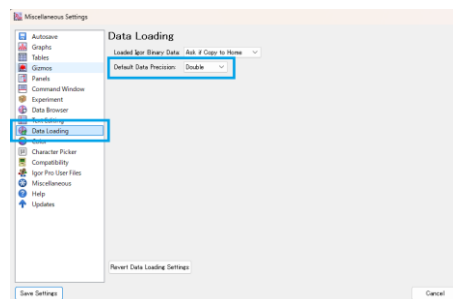 Miscellaneous Settings
Autosave
Graphs
Tables
Gizmos
Panels
Command Window
Experiment
Data Browser
Text Editing
Data Loading
Color
Character Picker
Compatibility
Igor Pro User Files
Miscellaneous
Help
Updates
Data Loading
Loaded Igor Binary Data: Ask if Copy to Home
Default Data Precision: Double
Revert Data Loading Settings
Save Settings
Cancel